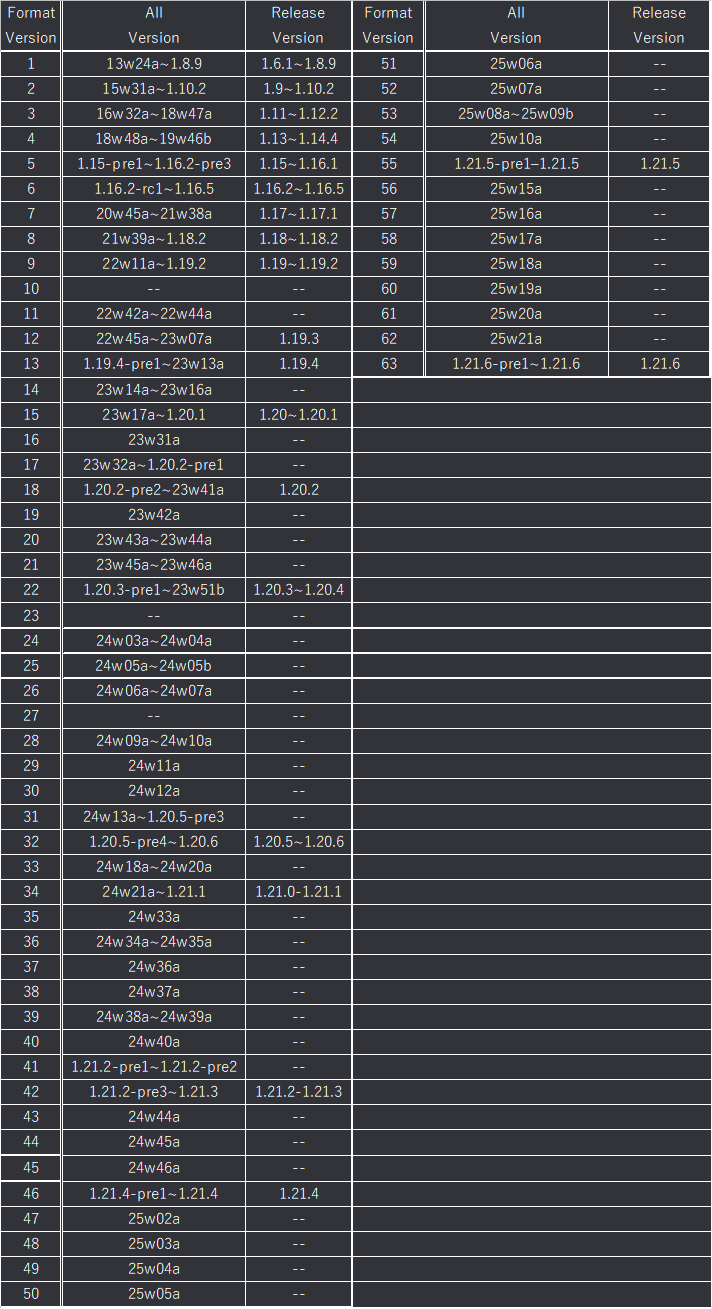 Format All Release Format All Release
Version Version Version Version Version Version
1 13w24a~1.8.9 1.6.1~1.8.9 51 25w06a --
2 15w31a~1.10.2 1.9~1.10.2 52 25w07a --
3 16w32a~18w47a 1.11~1.12.2 53 25w08a~25w09b --
4 18w48a~19w46b 1.13~1.14.4 54 25w10a --
5 1.15-pre1~1.16.2-pre3 1.15~1.16.1 55 1.21.5-pre1–1.21.5 1.21.5
6 1.16.2-rc1~1.16.5 1.16.2~1.16.5 56 25w15a --
7 20w45a~21w38a 1.17~1.17.1 57 25w16a --
8 21w39a~1.18.2 1.18~1.18.2 58 25w17a --
9 22w11a~1.19.2 1.19~1.19.2 59 25w18a --
10 -- -- 60 25w19a --
11 22w42a~22w44a -- 61 25w20a --
12 22w45a~23w07a 1.19.3 62 25w21a --
13 1.19.4-pre1~23w13a 1.19.4 63 1.21.6-pre1~1.21.6 1.21.6
14 23w14a~23w16a --
15 23w17a~1.20.1 1.20~1.20.1
16 23w31a --
17 23w32a~1.20.2-pre1 --
18 1.20.2-pre2~23w41a 1.20.2
19 23w42a --
20 23w43a~23w44a --
21 23w45a~23w46a --
22 1.20.3-pre1~23w51b 1.20.3~1.20.4
23 -- --
24 24w03a~24w04a --
25 24w05a~24w05b --
26 24w06a~24w07a --
27 -- --
28 24w09a~24w10a --
29 24w11a --
30 24w12a --
31 24w13a~1.20.5-pre3 --
32 1.20.5-pre4~1.20.6 1.20.5~1.20.6
33 24w18a~24w20a --
34 24w21a~1.21.1 1.21.0-1.21.1
35 24w33a --
36 24w34a~24w35a --
37 24w36a --
38 24w37a --
39 24w38a~24w39a --
40 24w40a --
41 1.21.2-pre1~1.21.2-pre2 --
42 1.21.2-pre3~1.21.3 1.21.2-1.21.3
43 24w44a --
44 24w45a --
45 24w46a --
46 1.21.4-pre1~1.21.4 1.21.4
47 25w02a --
48 25w03a --
49 25w04a --
50 25w05a --